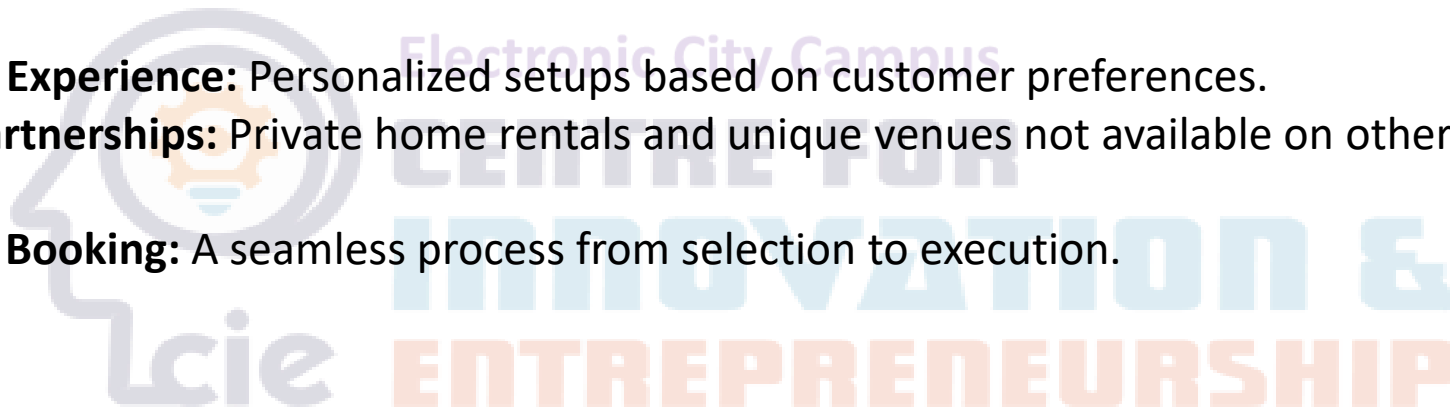 Electronic City Campus
Experience: Personalized setups based on customer preferences.
artnerships: Private home rentals and unique venues not available on other
CENTRE FOR
Booking: A seamless process from selection to execution.
INNOVATION &
cie ENTREPRENEURSHIP